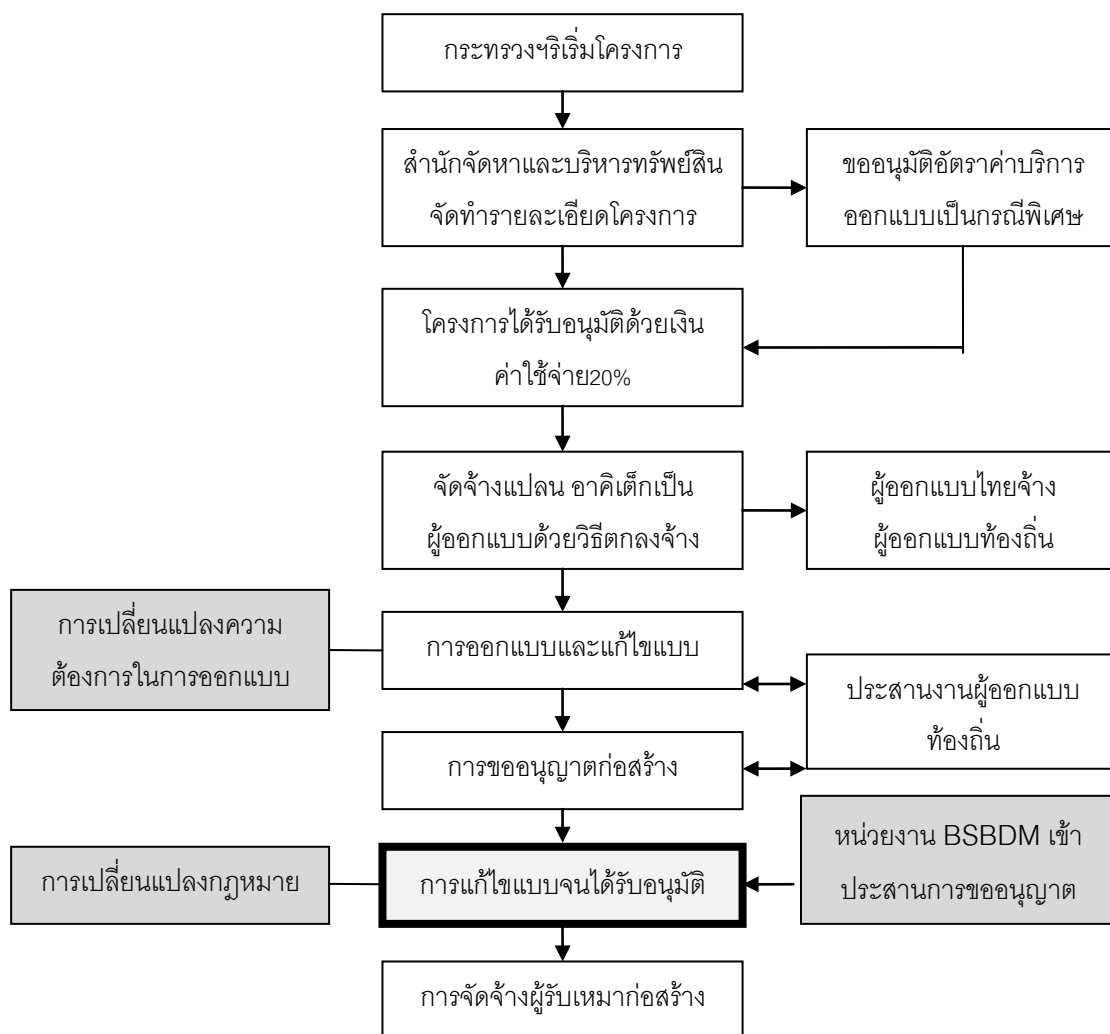 กระทรวงฯริเริ่มโครงการ
สำนักจัดหาและบริหารทรัพย์สิน
จัดทำรายละเอียดโครงการ
ขออนุมัติอัตราค่าบริการ
ออกแบบเป็นกรณีพิเศษ
โครงการได้รับอนุมัติด้วยเงิน
ค่าใช้จ่าย20%
จัดจ้างแปลน อาคิเต็กเป็น
ผู้ออกแบบด้วยวิธีตกลงจ้าง
ผู้ออกแบบไทยจ้าง
ผู้ออกแบบท้องถิ่น
การเปลี่ยนแปลงความ
ต้องการในการออกแบบ
การออกแบบและแก้ไขแบบ
ประสานงานผู้ออกแบบ
ท้องถิ่น
การขออนุญาตก่อสร้าง
หน่วยงาน BSBDM เข้า
ประสานการขออนุญาต
การเปลี่ยนแปลงกฎหมาย
การแก้ไขแบบจนได้รับอนุมัติ
การจัดจ้างผู้รับเหมาก่อสร้าง